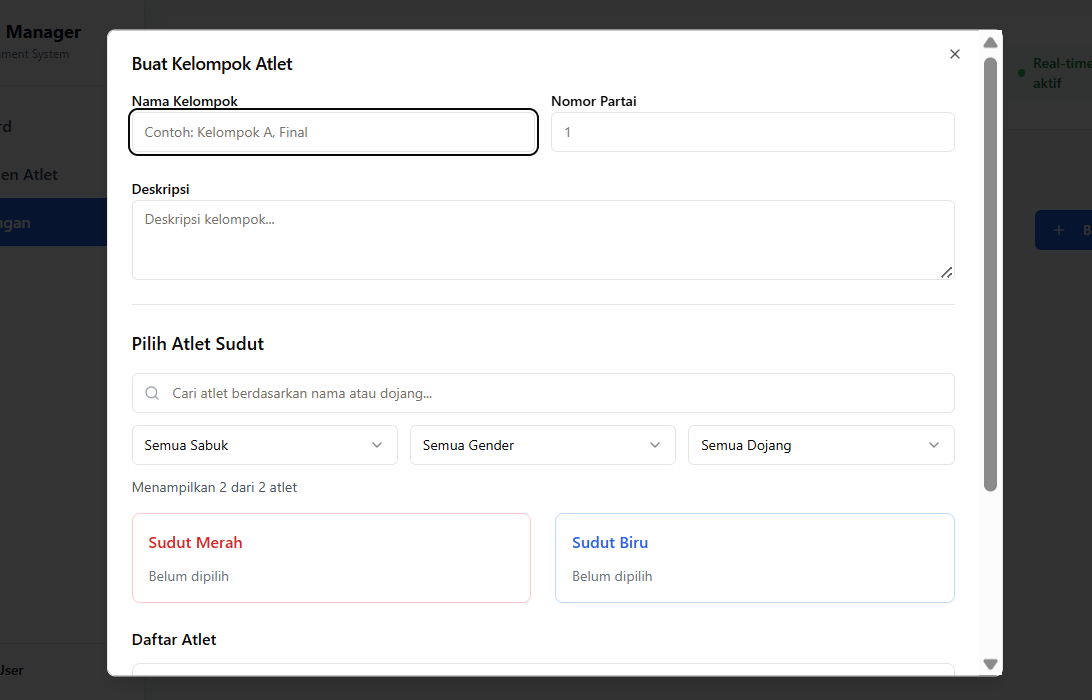 Manager
ment System
Real-time
aktif
rd
en Atlet
ngan
User
+ B
Buat Kelompok Atlet
Nama Kelompok
Nomor Partai
Contoh: Kelompok A, Final
1
Deskripsi
Deskripsi kelompok...
Pilih Atlet Sudut
Cari atlet berdasarkan nama atau dojang...
Semua Sabuk
Semua Gender
Semua Dojang
Menampilkan 2 dari 2 atlet
Sudut Merah
Belum dipilih
Sudut Biru
Belum dipilih
Daftar Atlet